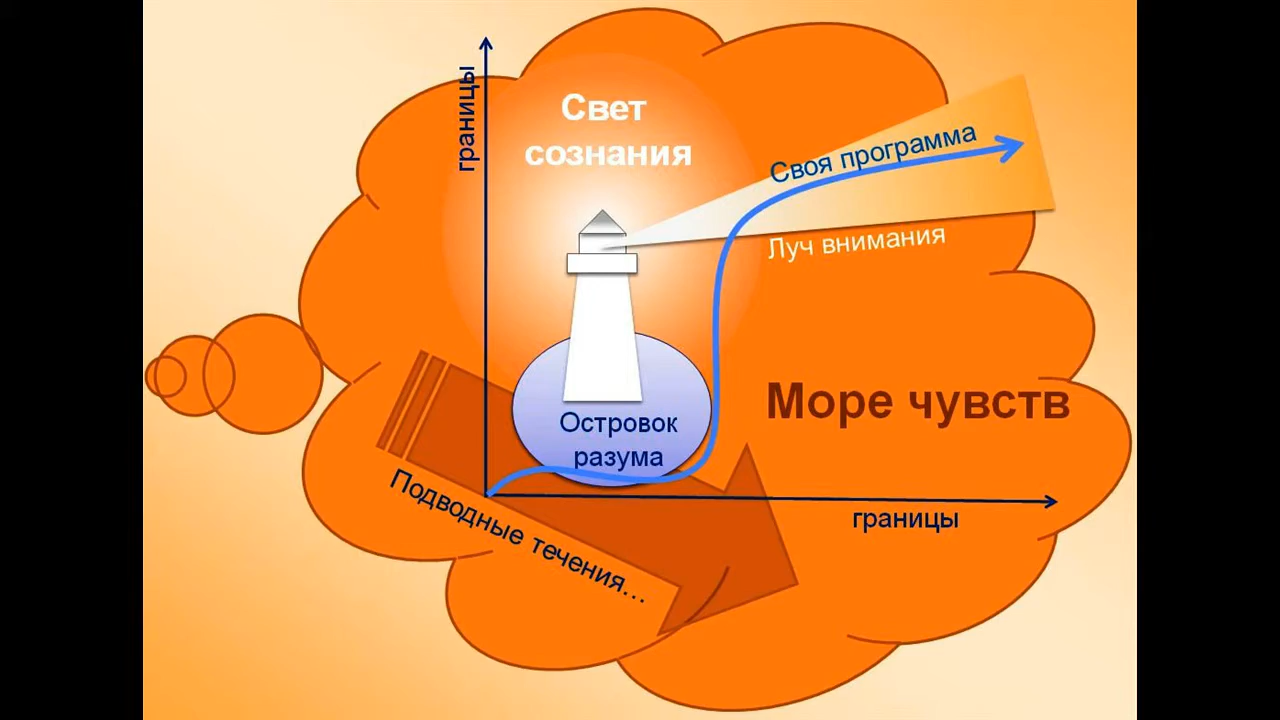 границы
Свет
сознания
Своя программа
Луч внимания
Море чувств
Островок
разума
Подводные течения...
границы